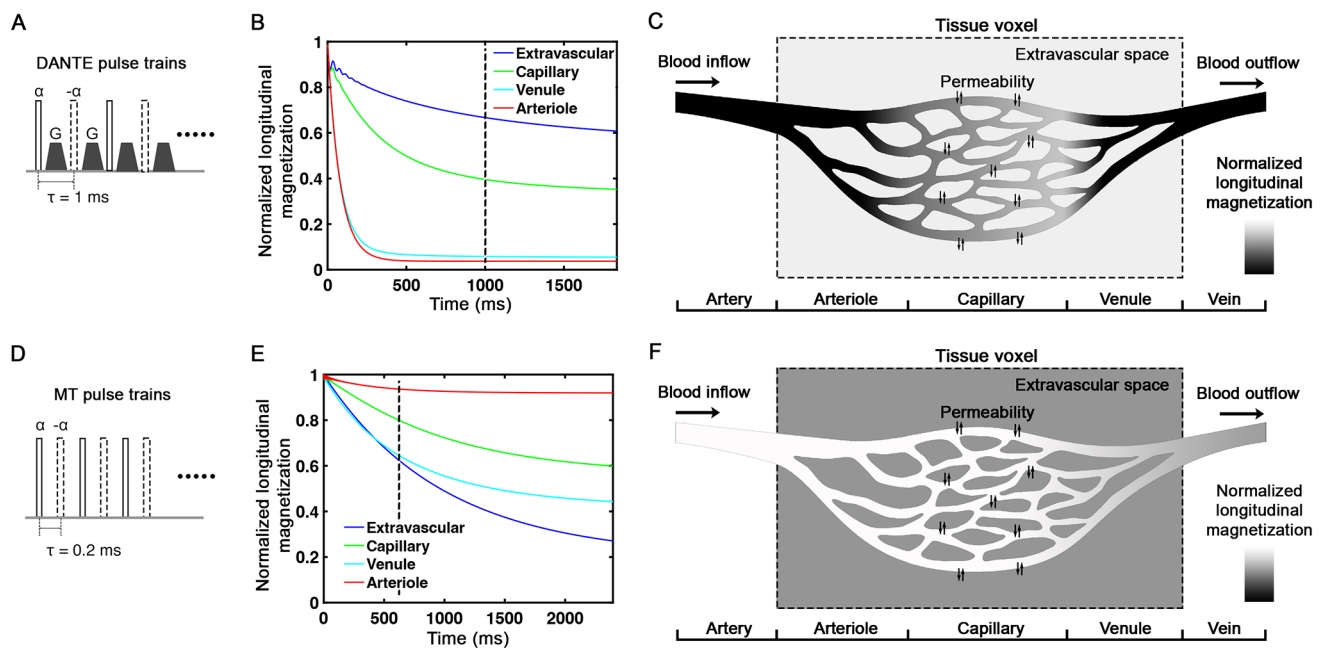 A
DANTE pulse trains
α
-α
G
G
τ = 1 ms
B
Normalized longitudinal
magnetization
1
0.8
0.6
0.4
0.2
0
0
500
1000
1500
Time (ms)
Extravascular
Capillary
Venule
Arteriole
C
Tissue voxel
Extravascular space
Blood inflow
Blood outflow
Permeability
Normalized
longitudinal
magnetization
Artery
Arteriole
Capillary
Venule
Vein
D
MT pulse trains
α
-α
τ = 0.2 ms
E
Normalized longitudinal
magnetization
1
0.8
0.6
0.4
0.2
0
0
500
1000
1500
2000
Time (ms)
Extravascular
Capillary
Venule
Arteriole
F
Tissue voxel
Extravascular space
Blood inflow
Blood outflow
Permeability
Normalized
longitudinal
magnetization
Artery
Arteriole
Capillary
Venule
Vein